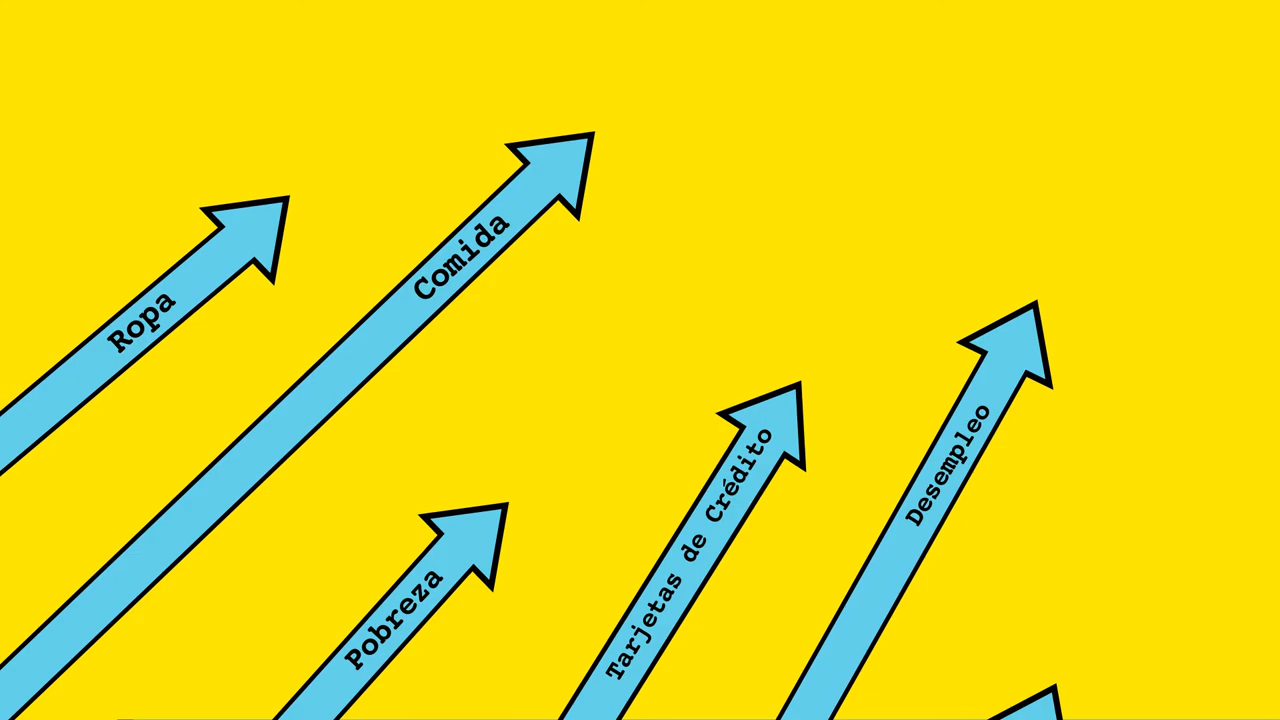 Ropa
Comida
Pobreza
Tarjetas de Crédito
Desempleo